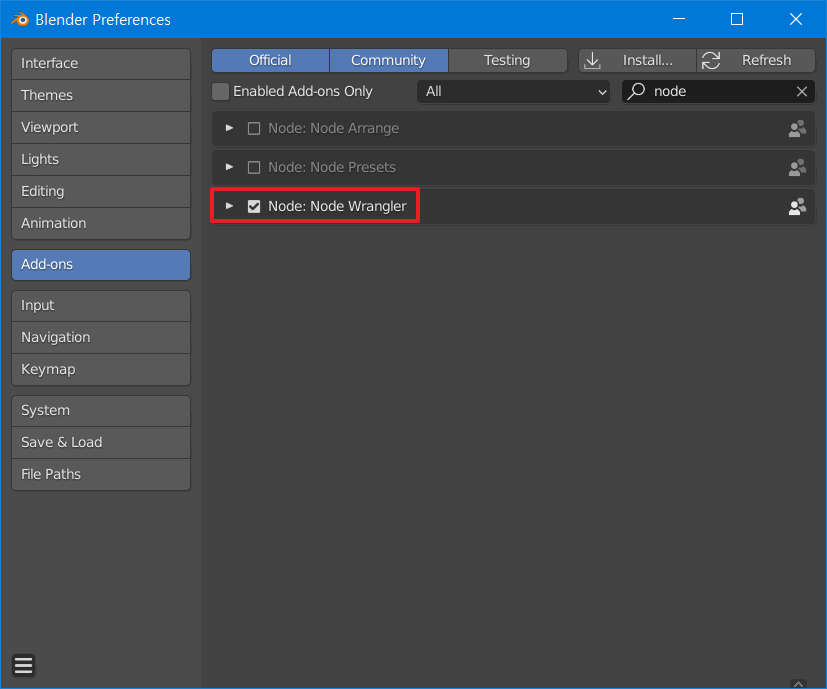 Blender Preferences
Interface
Themes
Viewport
Lights
Editing
Animation
Add-ons
Input
Navigation
Keymap
System
Save & Load
File Paths
Official Community Testing Install... Refresh
Enabled Add-ons Only All node
Node: Node Arrange
Node: Node Presets
Node: Node Wrangler